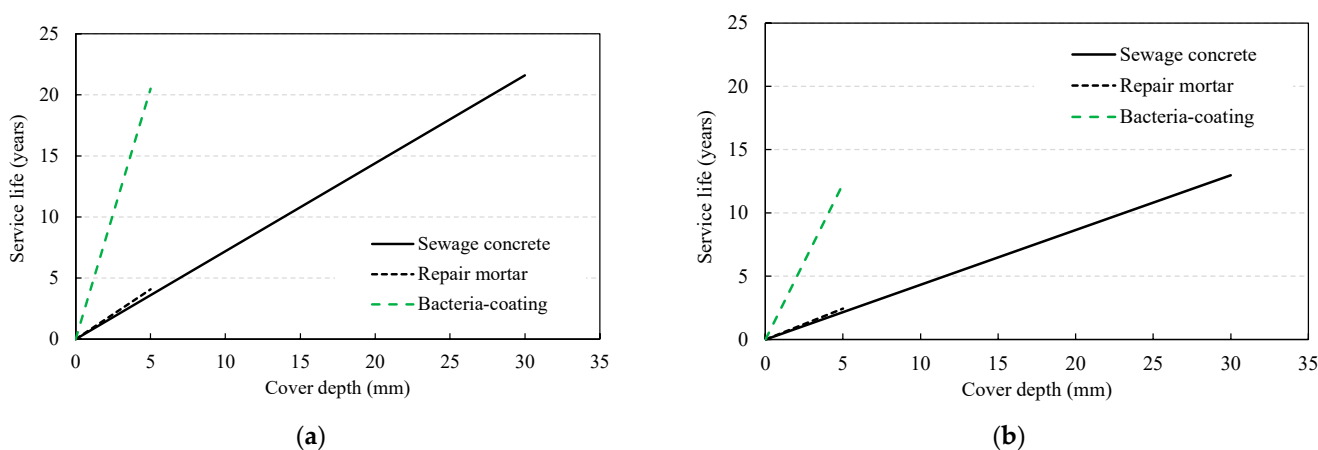 25
20
15
10
5
0
Service life (years)
Sewage concrete
Repair mortar
Bacteria-coating
0 5 10 15 20 25 30 35
Cover depth (mm)
(a)
25
20
15
10
5
0
Service life (years)
Sewage concrete
Repair mortar
Bacteria-coating
0 5 10 15 20 25 30 35
Cover depth (mm)
(b)